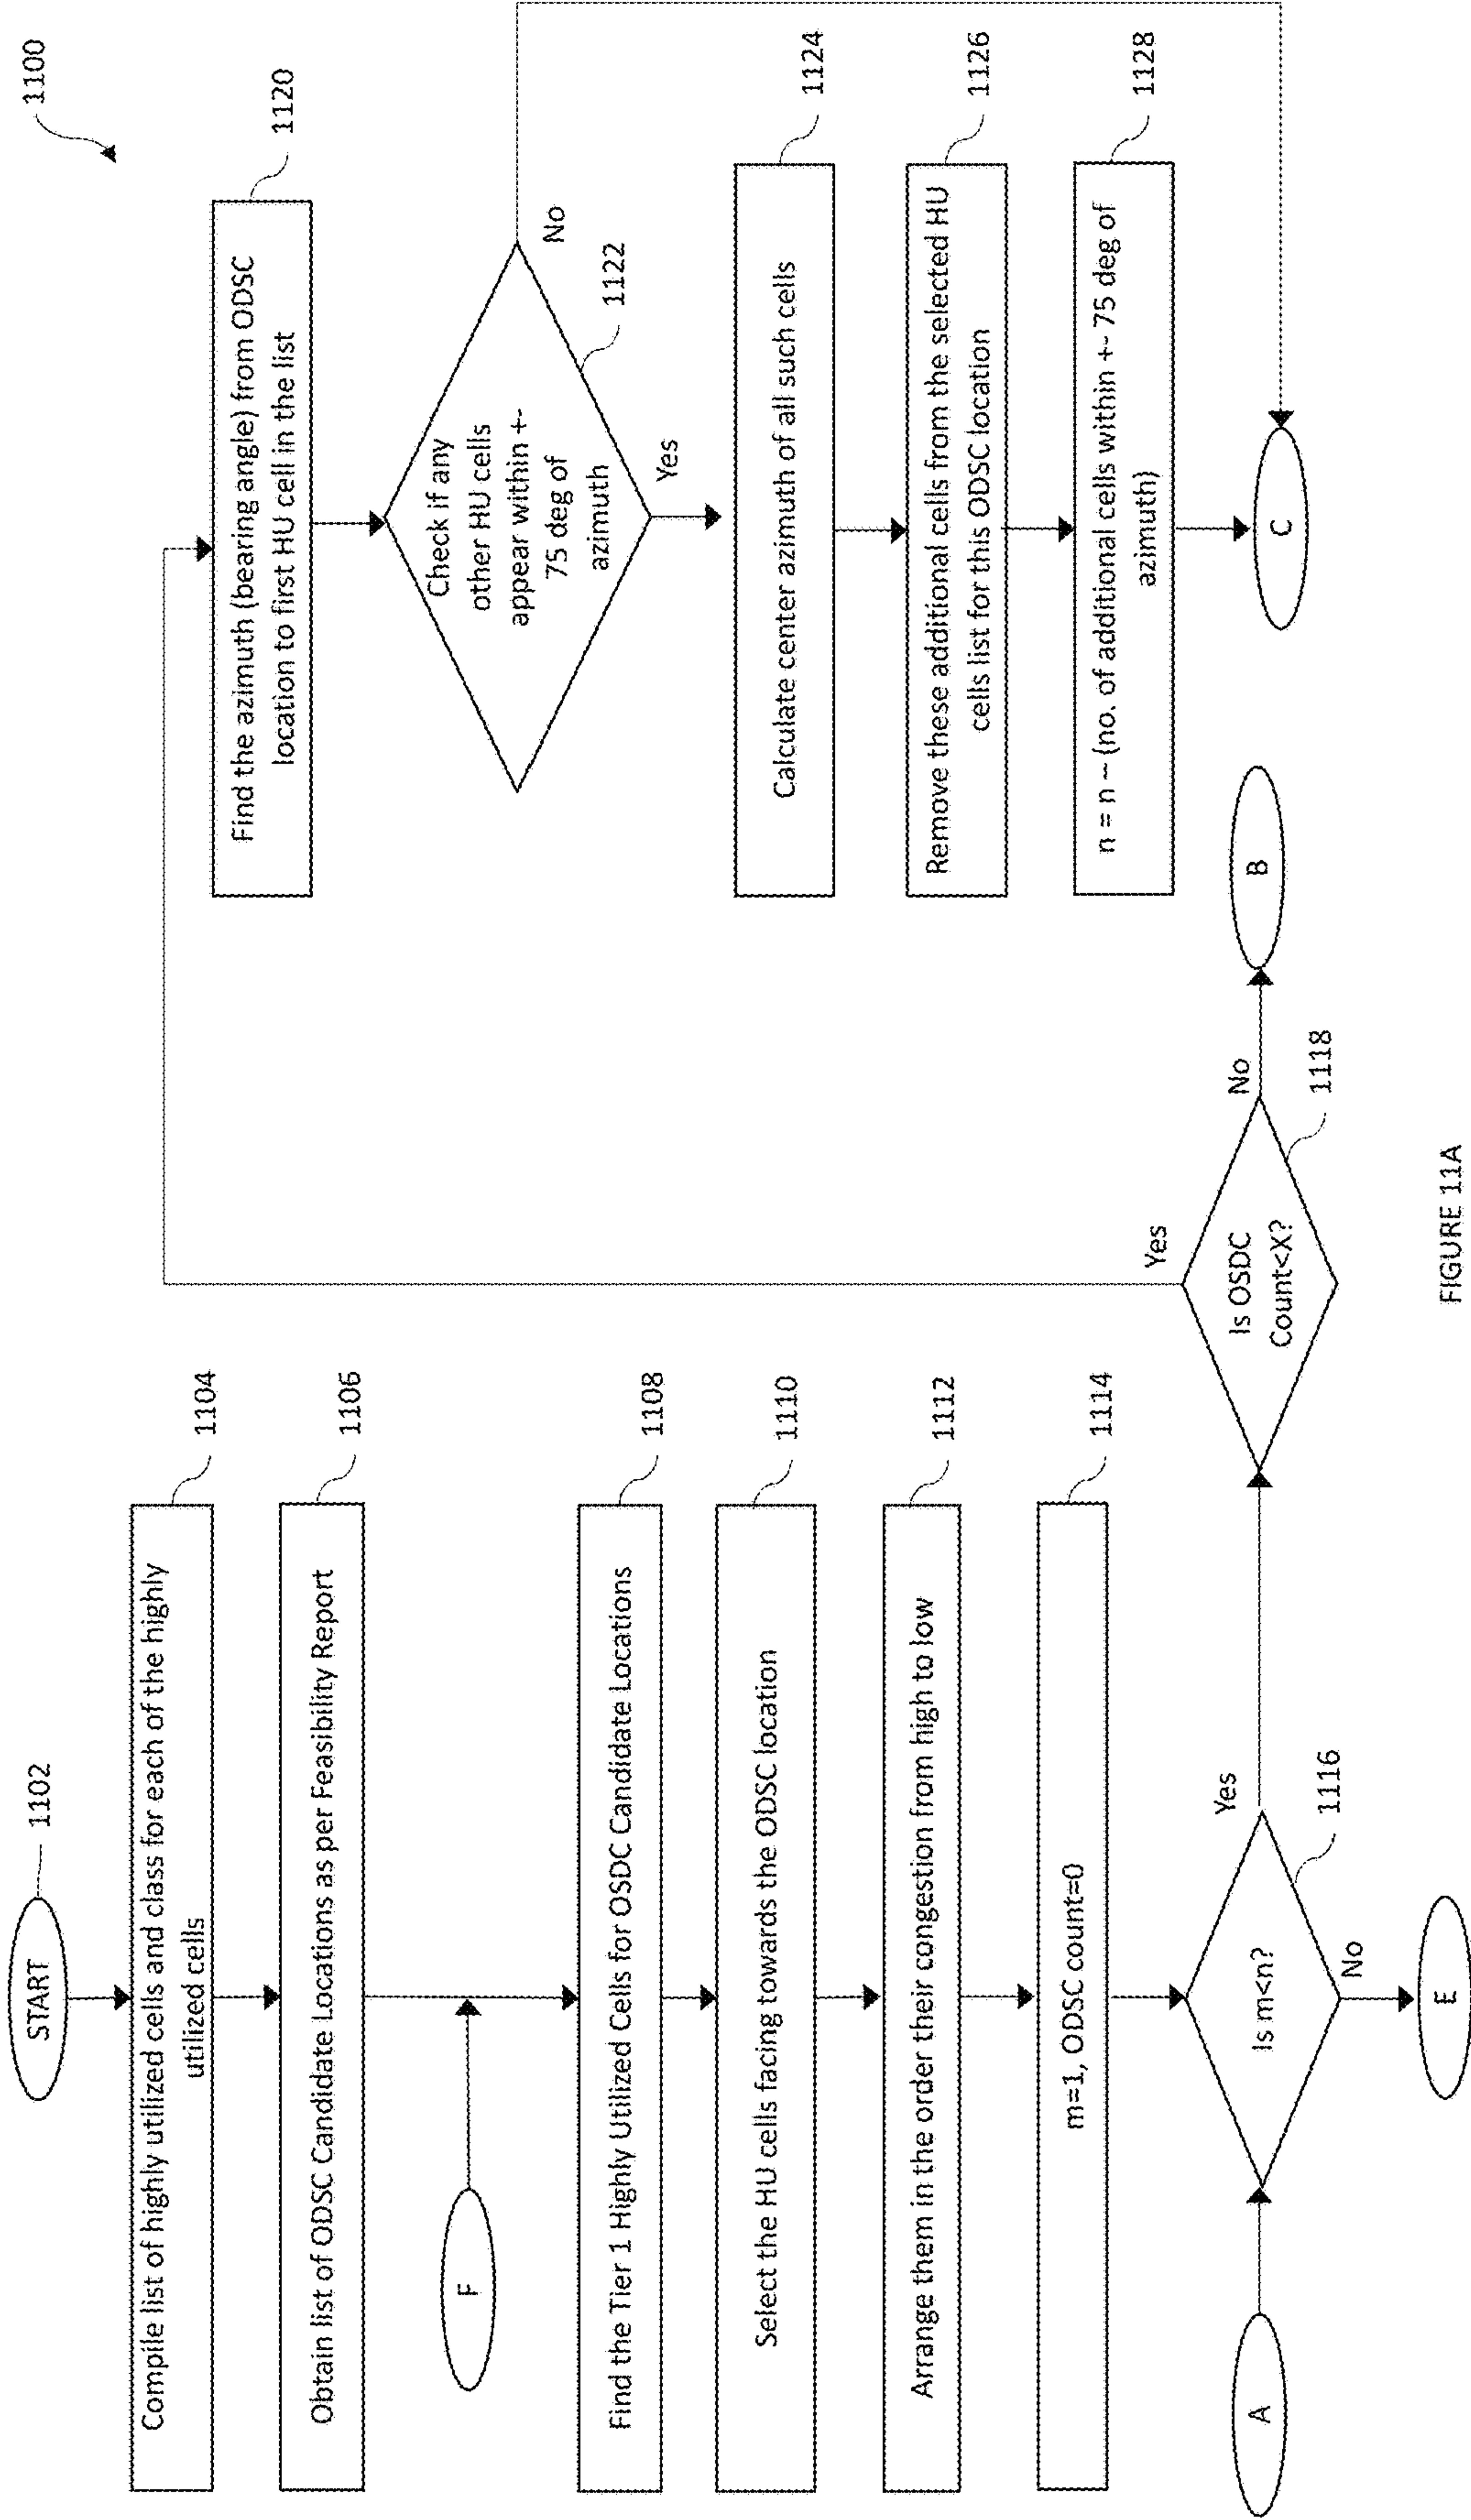 1100
START
1102
Compile list of highly utilized cells and class for each of the highly
utilized cells
1104
Obtain list of ODSC Candidate Locations as per Feasibility Report
1106
F
Find the Tier 1 Highly Utilized Cells for OSDC Candidate Locations
1108
Select the HU cells facing towards the ODSC location
1110
Arrange them in the order their congestion from high to low
1112
m=1, ODSC count=0
1114
A
Is m<n?
1116
Yes
No
E
Is OSDC
Count<X?
1118
Yes
No
B
Find the azimuth (bearing angle) from ODSC
location to first HU cell in the list
1120
Check if any
other HU cells
appear within +-
75 deg of
azimuth
1122
No
Yes
Calculate center azimuth of all such cells
1124
Remove these additional cells from the selected HU
cells list for this ODSC location
1126
n = n – (no. of additional cells within +- 75 deg of
azimuth)
1128
C
FIGURE 11A